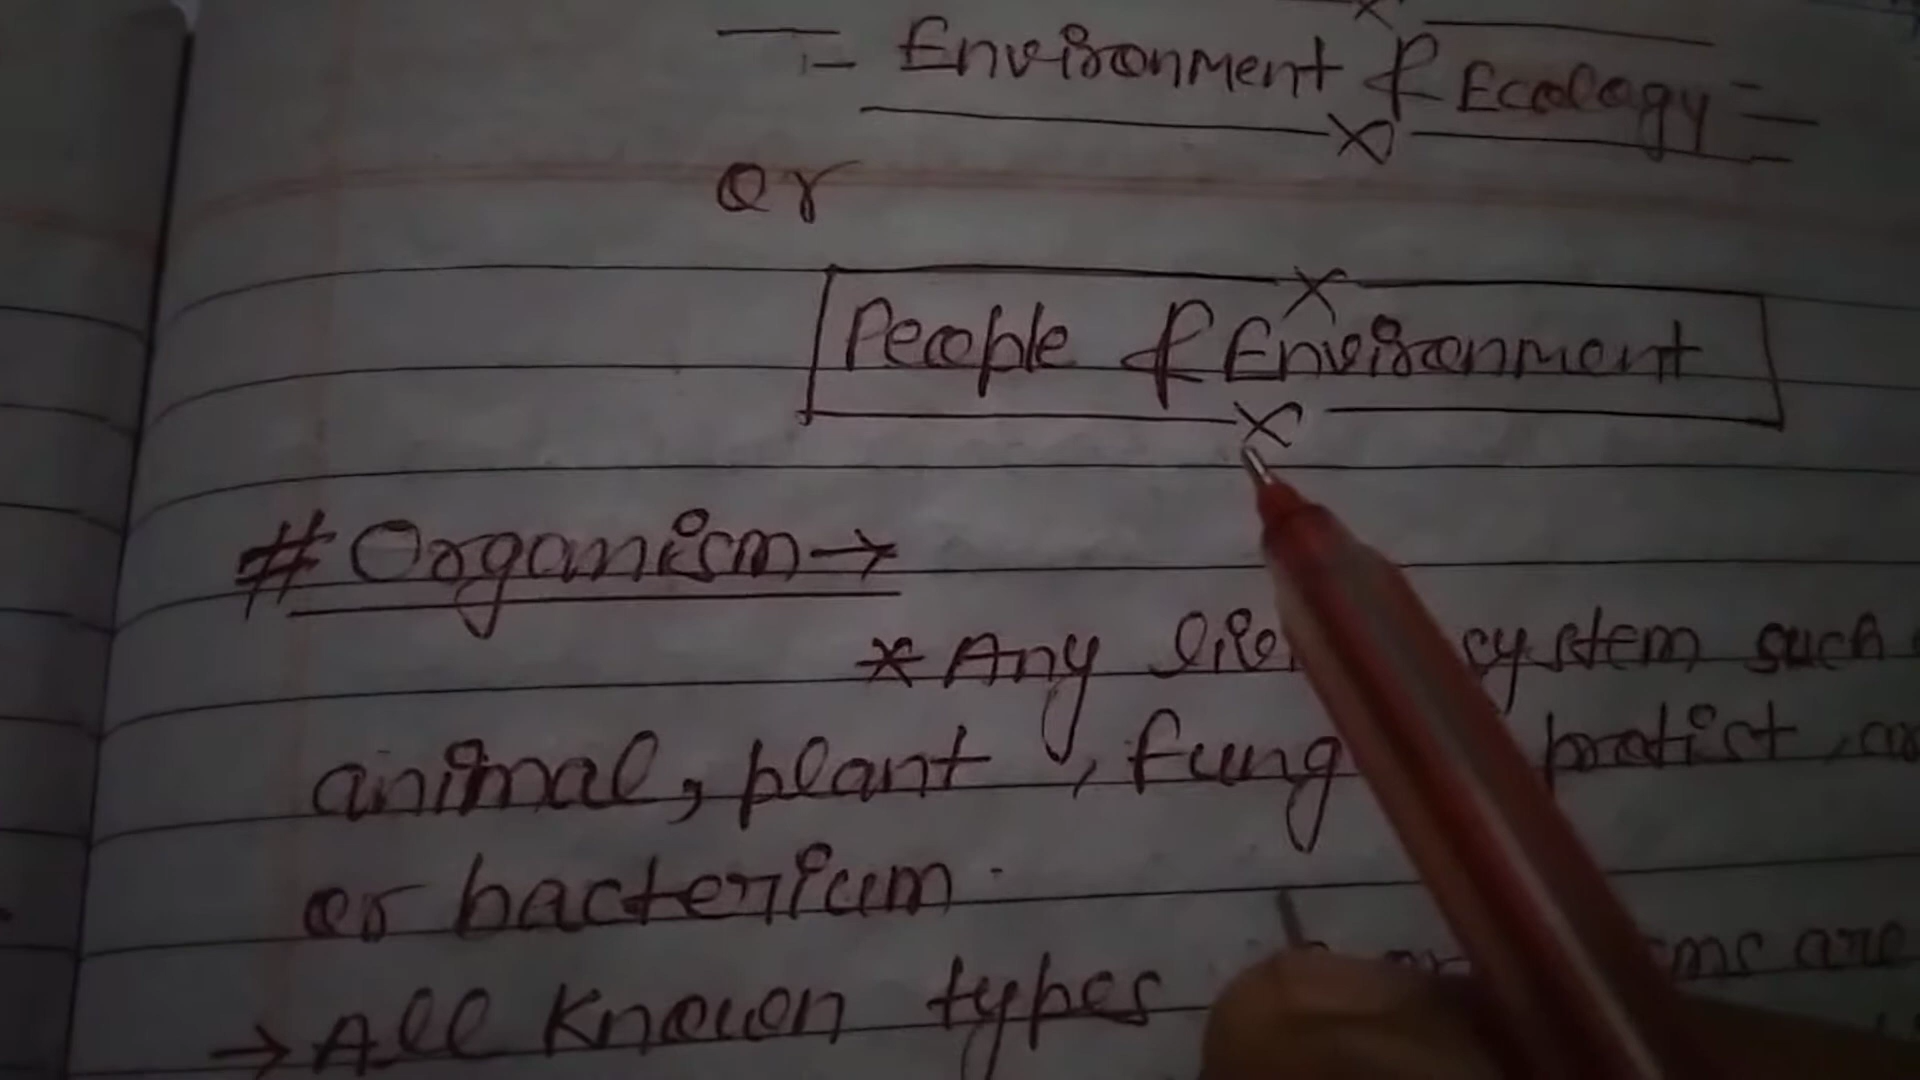 = Environment & Ecology =
or
People & Environment
# Organism →
* Any system such
animal, plant, fung protist,
or bacterium.
→ All Known types are